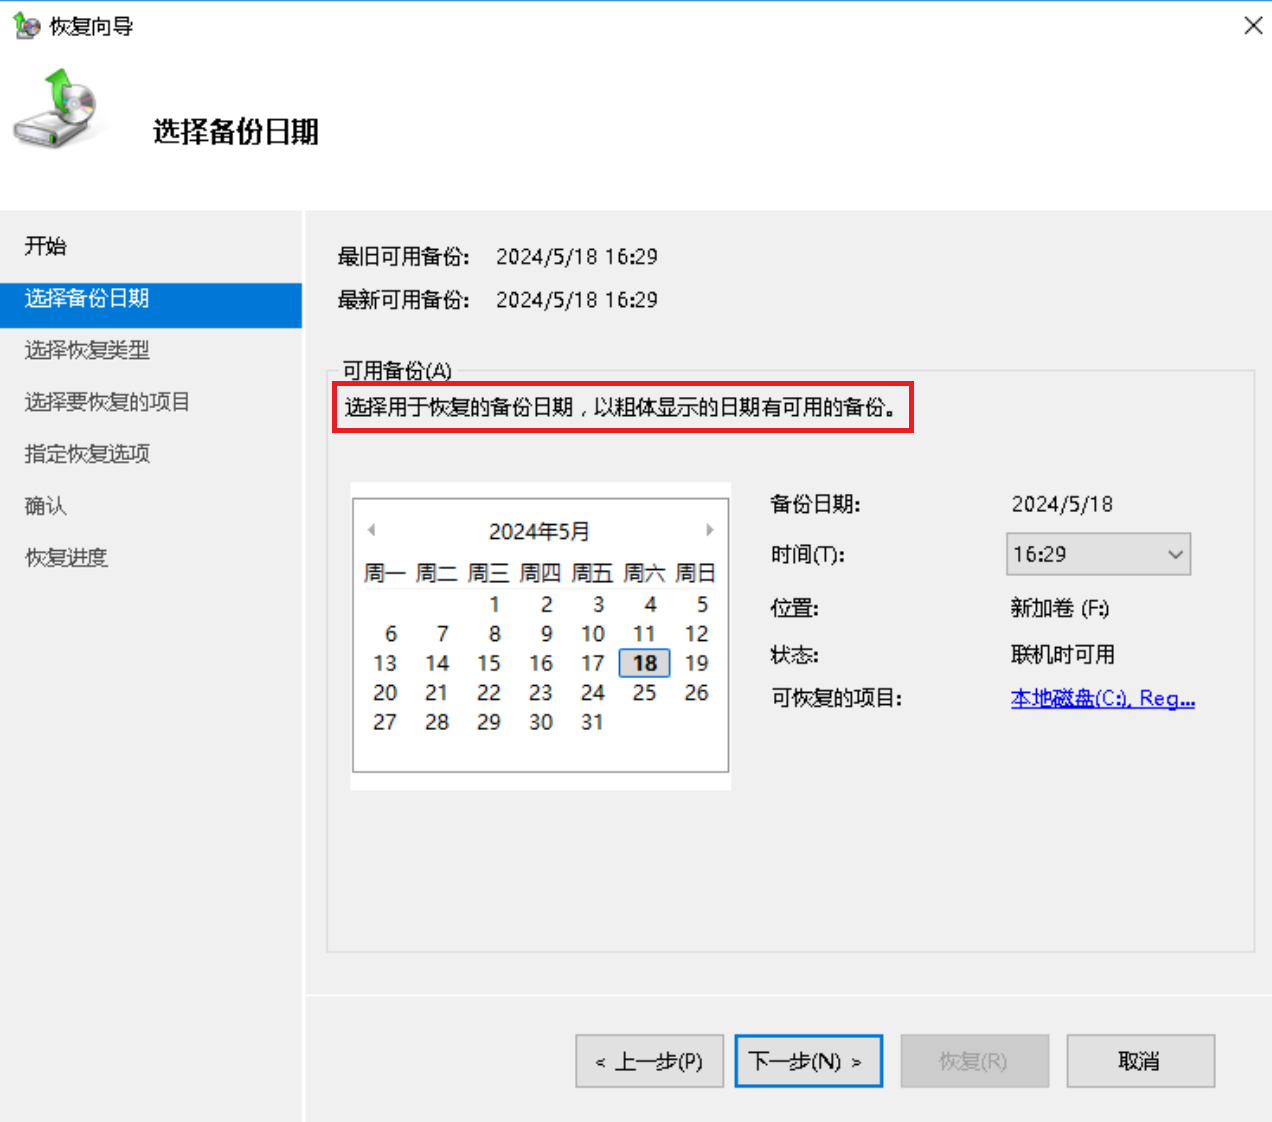 恢复向导
选择备份日期
开始
选择备份日期
选择恢复类型
选择要恢复的项目
指定恢复选项
确认
恢复进度
最旧可用备份: 2024/5/18 16:29
最新可用备份: 2024/5/18 16:29
可用备份(A)
选择用于恢复的备份日期，以粗体显示的日期有可用的备份。
2024年5月
周一 周二 周三 周四 周五 周六 周日
1 2 3 4 5
6 7 8 9 10 11 12
13 14 15 16 17 18 19
20 21 22 23 24 25 26
27 28 29 30 31
备份日期: 2024/5/18
时间(T): 16:29
位置: 新加卷 (F:)
状态: 联机时可用
可恢复的项目: 本地磁盘(C:), Reg...
< 上一步(P) 下一步(N) > 恢复(R) 取消